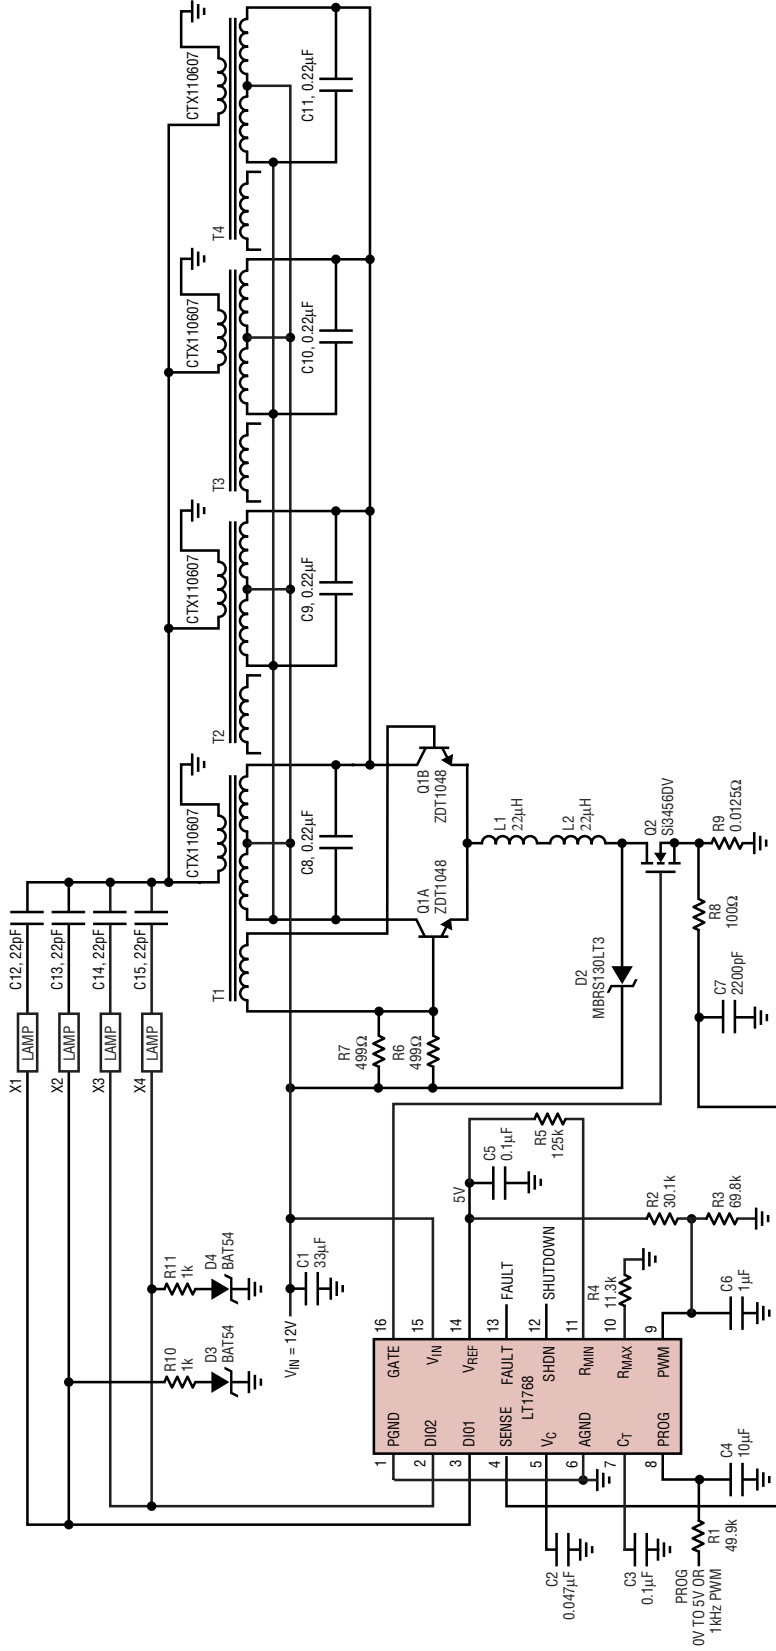 X1
LAMP
C12, 22pF
X2
LAMP
C13, 22pF
X3
LAMP
C14, 22pF
X4
LAMP
C15, 22pF
R10
1k
D3
BAT54
R11
1k
D4
BAT54
T1
CTX110607
C8, 0.22µF
T2
CTX110607
C9, 0.22µF
T3
CTX110607
C10, 0.22µF
T4
CTX110607
C11, 0.22µF
VIN = 12V
C1
33µF
R7
499Ω
R6
499Ω
Q1A
ZDT1048
Q1B
ZDT1048
L1
22µH
L2
22µH
D2
MBRS130LT3
Q2
Si3456DV
R9
0.0125Ω
R8
100Ω
C7
2200pF
1
PGND
GATE
16
2
DIO2
VIN
15
3
DIO1
VREF
14
4
SENSE
FAULT
13
FAULT
LT1768
5
VC
SHDN
12
SHUTDOWN
6
AGND
RMIN
11
7
CT
RMAX
10
8
PROG
PWM
9
5V
C5
0.1µF
R5
125k
R4
11.3k
R2
30.1k
R3
69.8k
C6
1µF
C2
0.047µF
C3
0.1µF
C4
10µF
R1
49.9k
PROG
0V TO 5V OR
1kHz PWM